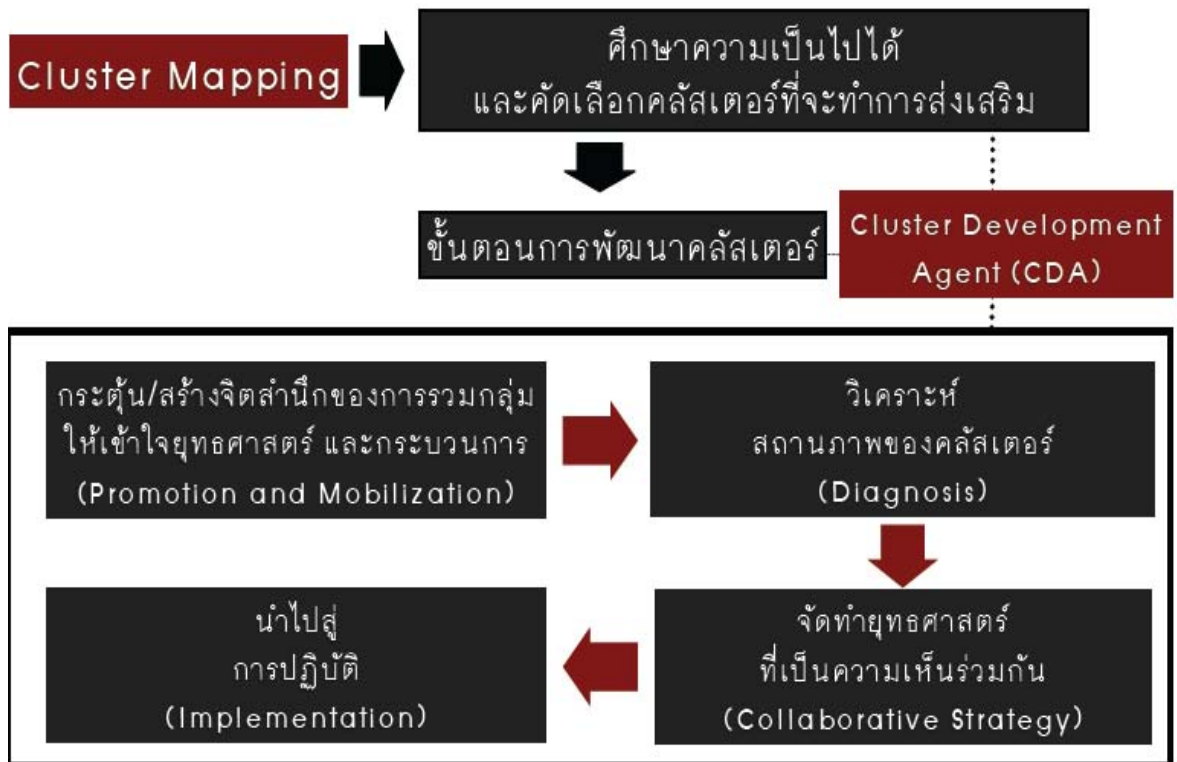 Cluster Mapping
ศึกษาความเป็นไปได้
และคัดเลือกคลัสเตอร์ที่จะทำการส่งเสริม
ขั้นตอนการพัฒนาคลัสเตอร์
Cluster Development
Agent (CDA)
กระตุ้น/สร้างจิตสำนึกของการรวมกลุ่ม
ให้เข้าใจยุทธศาสตร์ และกระบวนการ
(Promotion and Mobilization)
วิเคราะห์
สถานภาพของคลัสเตอร์
(Diagnosis)
จัดทำยุทธศาสตร์
ที่เป็นความเห็นร่วมกัน
(Collaborative Strategy)
นำไปสู่
การปฏิบัติ
(Implementation)